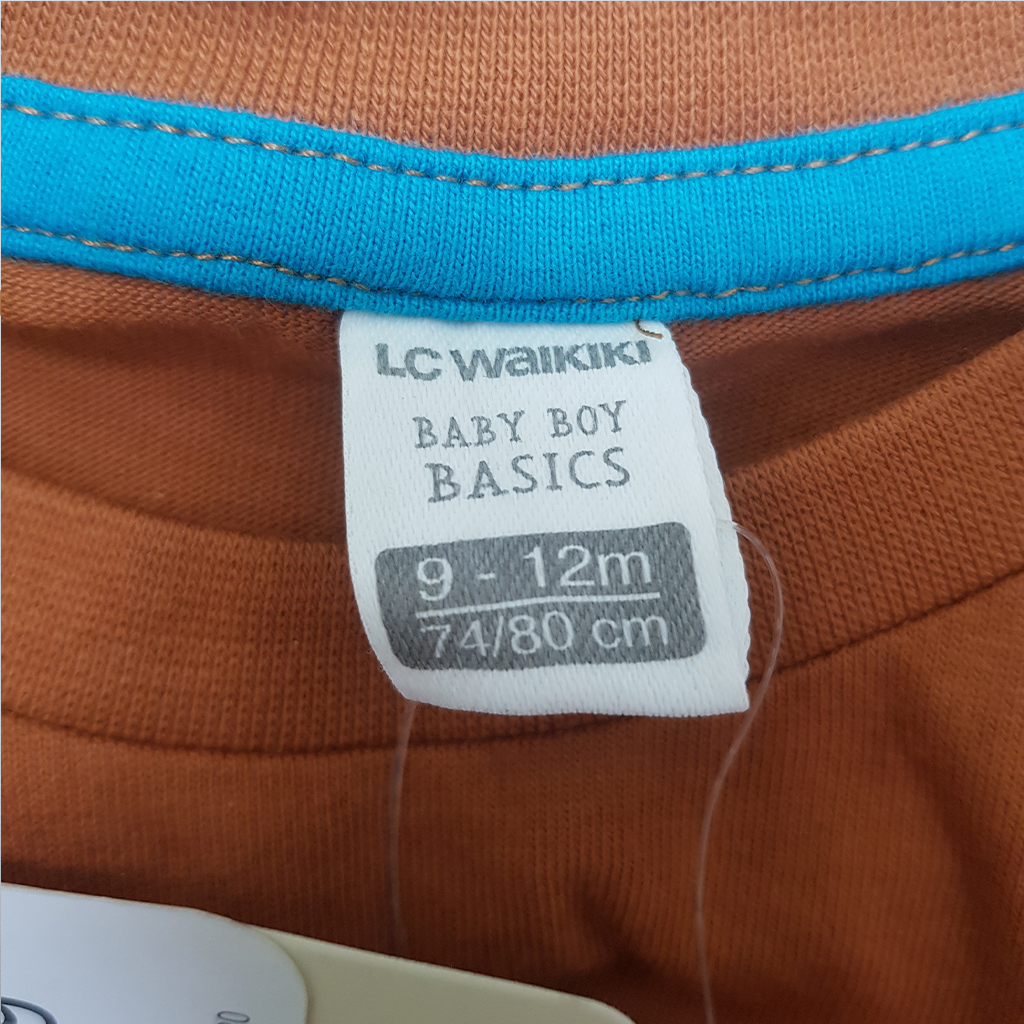 LC WAIKIKI
BABY BOY
BASICS
9 - 12m
74/80 cm